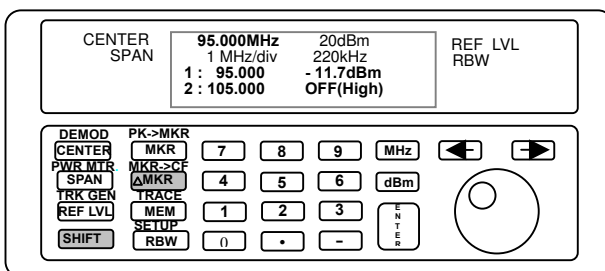 CENTER 95.000MHz 20dBm REF LVL
SPAN 1 MHz/div 220kHz RBW
1 : 95.000 - 11.7dBm
2 : 105.000 OFF(High)
DEMOD PK->MKR
CENTER MKR 7 8 9 MHz
PWR MTR MKR->CF
SPAN △MKR 4 5 6 dBm
TRK GEN TRACE
REF LVL MEM 1 2 3 ENTER
SETUP
SHIFT RBW 0 • -